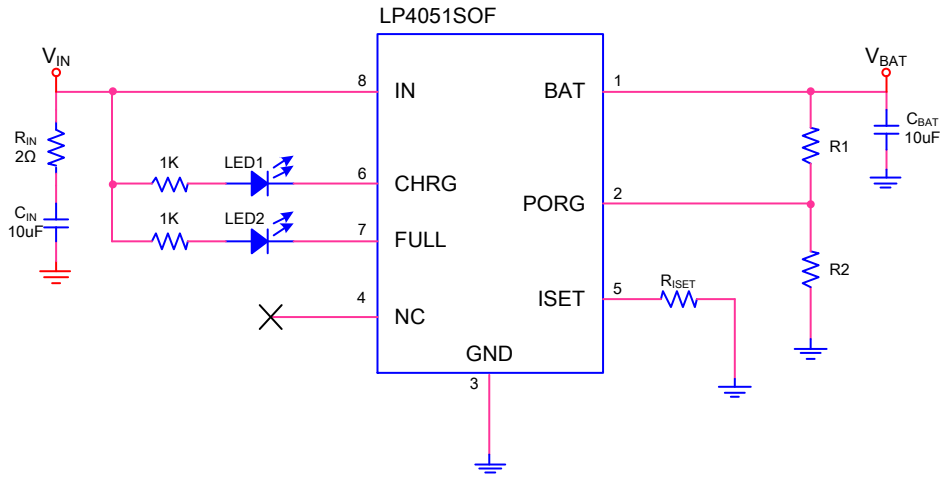 LP4051SOF
VIN
VBAT
8
IN
BAT
1
RIN
2Ω
1K
LED1
6
CHRG
R1
CBAT
10uF
CIN
10uF
1K
LED2
7
FULL
PORG
2
R2
4
NC
ISET
5
RISET
GND
3